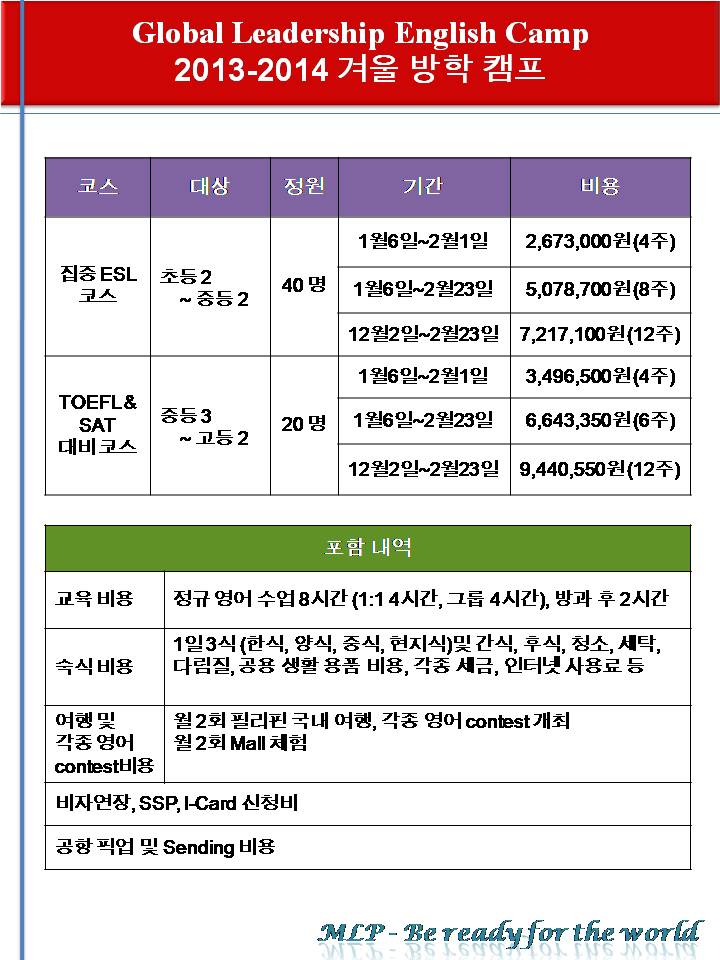 Global Leadership English Camp
2013-2014 겨울 방학 캠프
코스 대상 정원 기간 비용
집중 ESL
코스
초등 2
~ 중등 2
40 명
1월6일~2월1일 2,673,000원(4주)
1월6일~2월23일 5,078,700원(8주)
12월2일~2월23일 7,217,100원(12주)
TOEFL &
SAT
대비 코스
중등 3
~ 고등 2
20 명
1월6일~2월1일 3,496,500원(4주)
1월6일~2월23일 6,643,350원(6주)
12월2일~2월23일 9,440,550원(12주)
포함 내역
교육 비용 정규 영어 수업 8시간 (1:1 4시간, 그룹 4시간), 방과 후 2시간
숙식 비용
1일 3식 (한식, 양식, 중식, 현지식)및 간식, 후식, 청소, 세탁,
다림질, 공용 생활 용품 비용, 각종 세금, 인터넷 사용료 등
여행 및
각종 영어
contest비용
월 2회 필리핀 국내 여행, 각종 영어 contest 개최
월 2회 Mall 체험
비자연장, SSP, I-Card 신청비
공항 픽업 및 Sending 비용
MLP - Be ready for the world